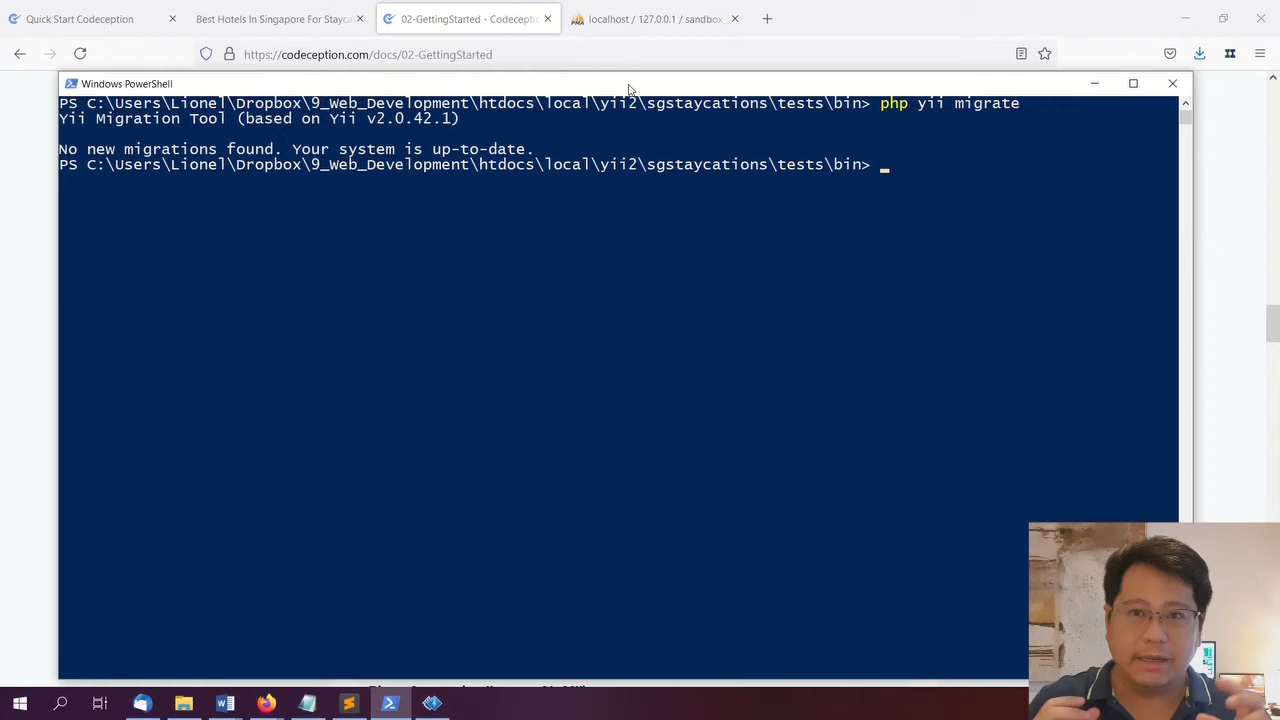 Quick Start Codeception
Best Hotels In Singapore For Stayca
02-GettingStarted - Codeceptio
localhost / 127.0.0.1 / sandbox_
https://codeception.com/docs/02-GettingStarted
Windows PowerShell
PS C:\Users\Lionel\Dropbox\9_Web_Development\htdocs\local\yii2\sgstaycations\tests\bin> php yii migrate
Yii Migration Tool (based on Yii v2.0.42.1)
No new migrations found. Your system is up-to-date.
PS C:\Users\Lionel\Dropbox\9_Web_Development\htdocs\local\yii2\sgstaycations\tests\bin>